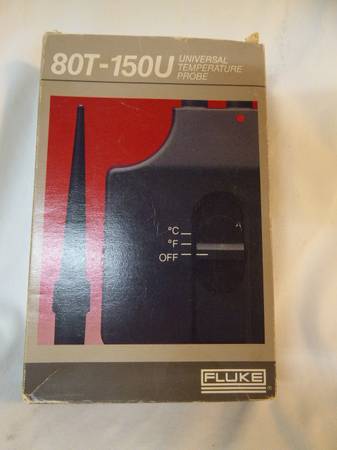 80T-150U
UNIVERSAL
TEMPERATURE
PROBE
°C
°F
OFF
FLUKE
®